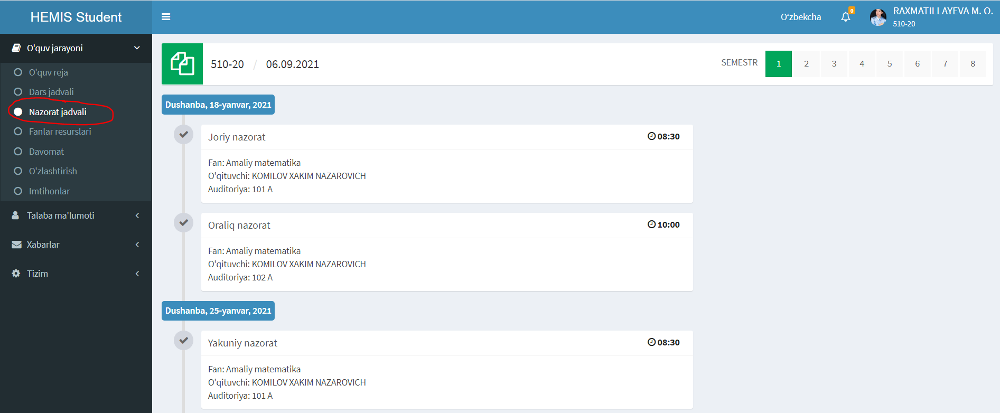 HEMIS Student
O‘zbekcha
0
RAXMATILLAYEVA M. O.
510-20
O'quv jarayoni
O'quv reja
Dars jadvali
Nazorat jadvali
Fanlar resurslari
Davomat
O'zlashtirish
Imtihonlar
Talaba ma'lumoti
Xabarlar
Tizim
510-20 / 06.09.2021
SEMESTR 1 2 3 4 5 6 7 8
Dushanba, 18-yanvar, 2021
Joriy nazorat 08:30
Fan: Amaliy matematika
O'qituvchi: KOMILOV XAKIM NAZAROVICH
Auditoriya: 101 A
Oraliq nazorat 10:00
Fan: Amaliy matematika
O'qituvchi: KOMILOV XAKIM NAZAROVICH
Auditoriya: 102 A
Dushanba, 25-yanvar, 2021
Yakuniy nazorat 08:30
Fan: Amaliy matematika
O'qituvchi: KOMILOV XAKIM NAZAROVICH
Auditoriya: 101 A